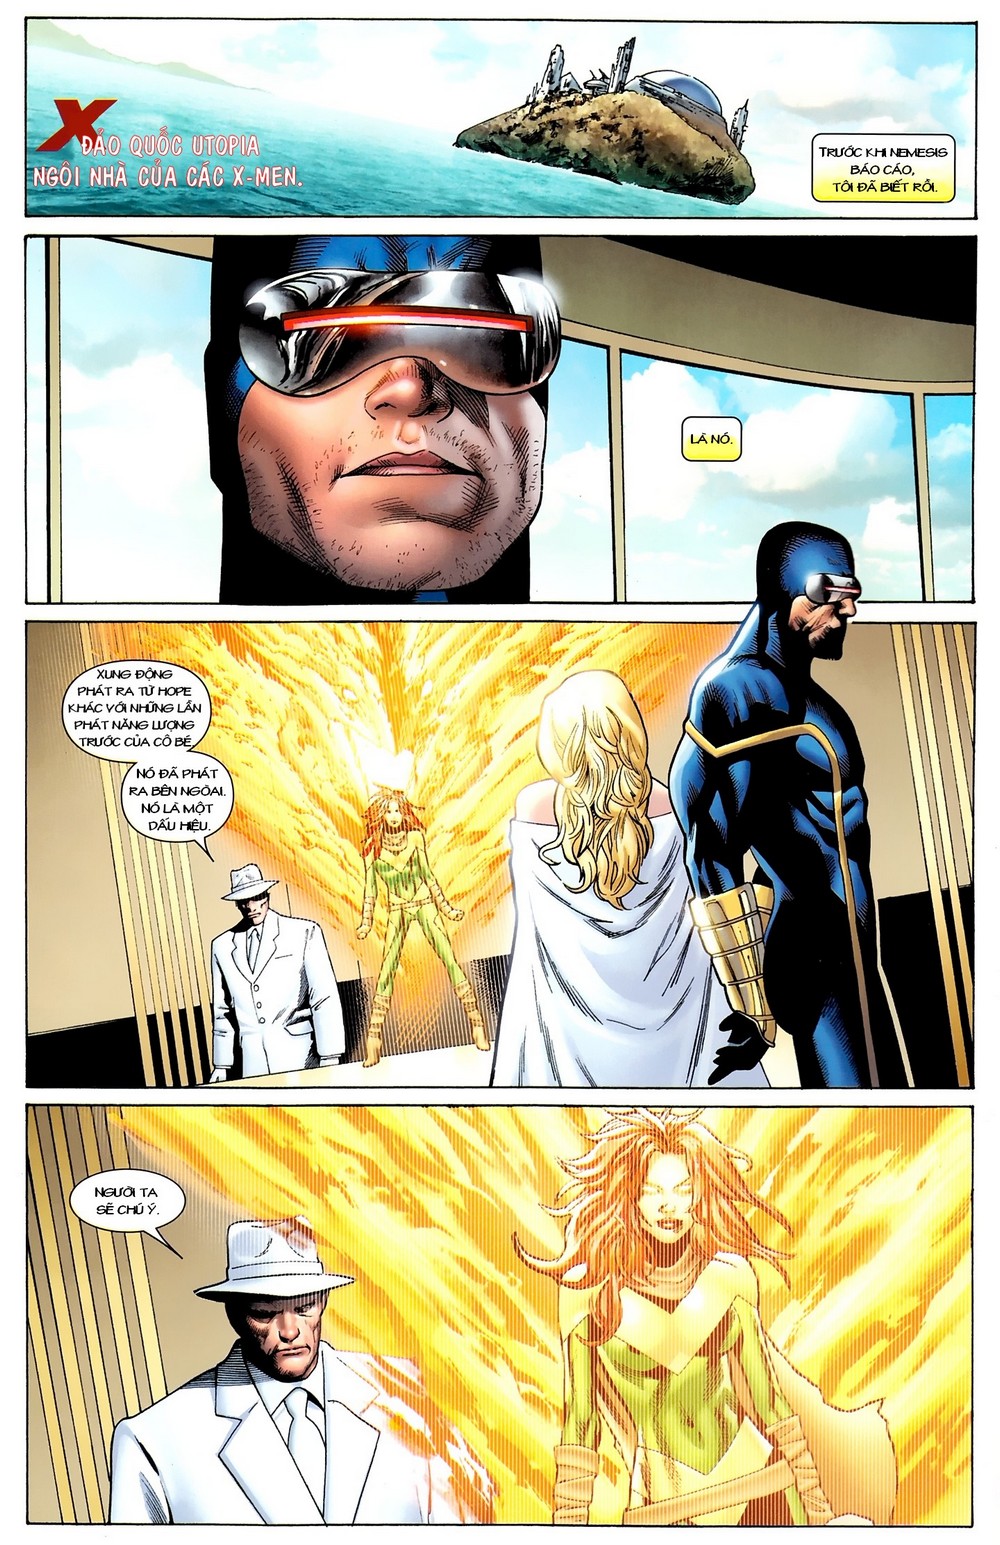 X
ĐẢO QUỐC UTOPIA
NGÔI NHÀ CỦA CÁC X-MEN.
TRƯỚC KHI NEMESIS
BÁO CÁO,
TÔI ĐÃ BIẾT RỒI.
LÀ NÓ.
XUNG ĐỘNG
PHÁT RA TỪ HOPE
KHÁC VỚI NHỮNG LẦN
PHÁT NĂNG LƯỢNG
TRƯỚC CỦA CÔ BÉ.
NÓ ĐÃ PHÁT
RA BÊN NGOÀI.
NÓ LÀ MỘT
DẤU HIỆU.
NGƯỜI TA
SẼ CHÚ Ý.